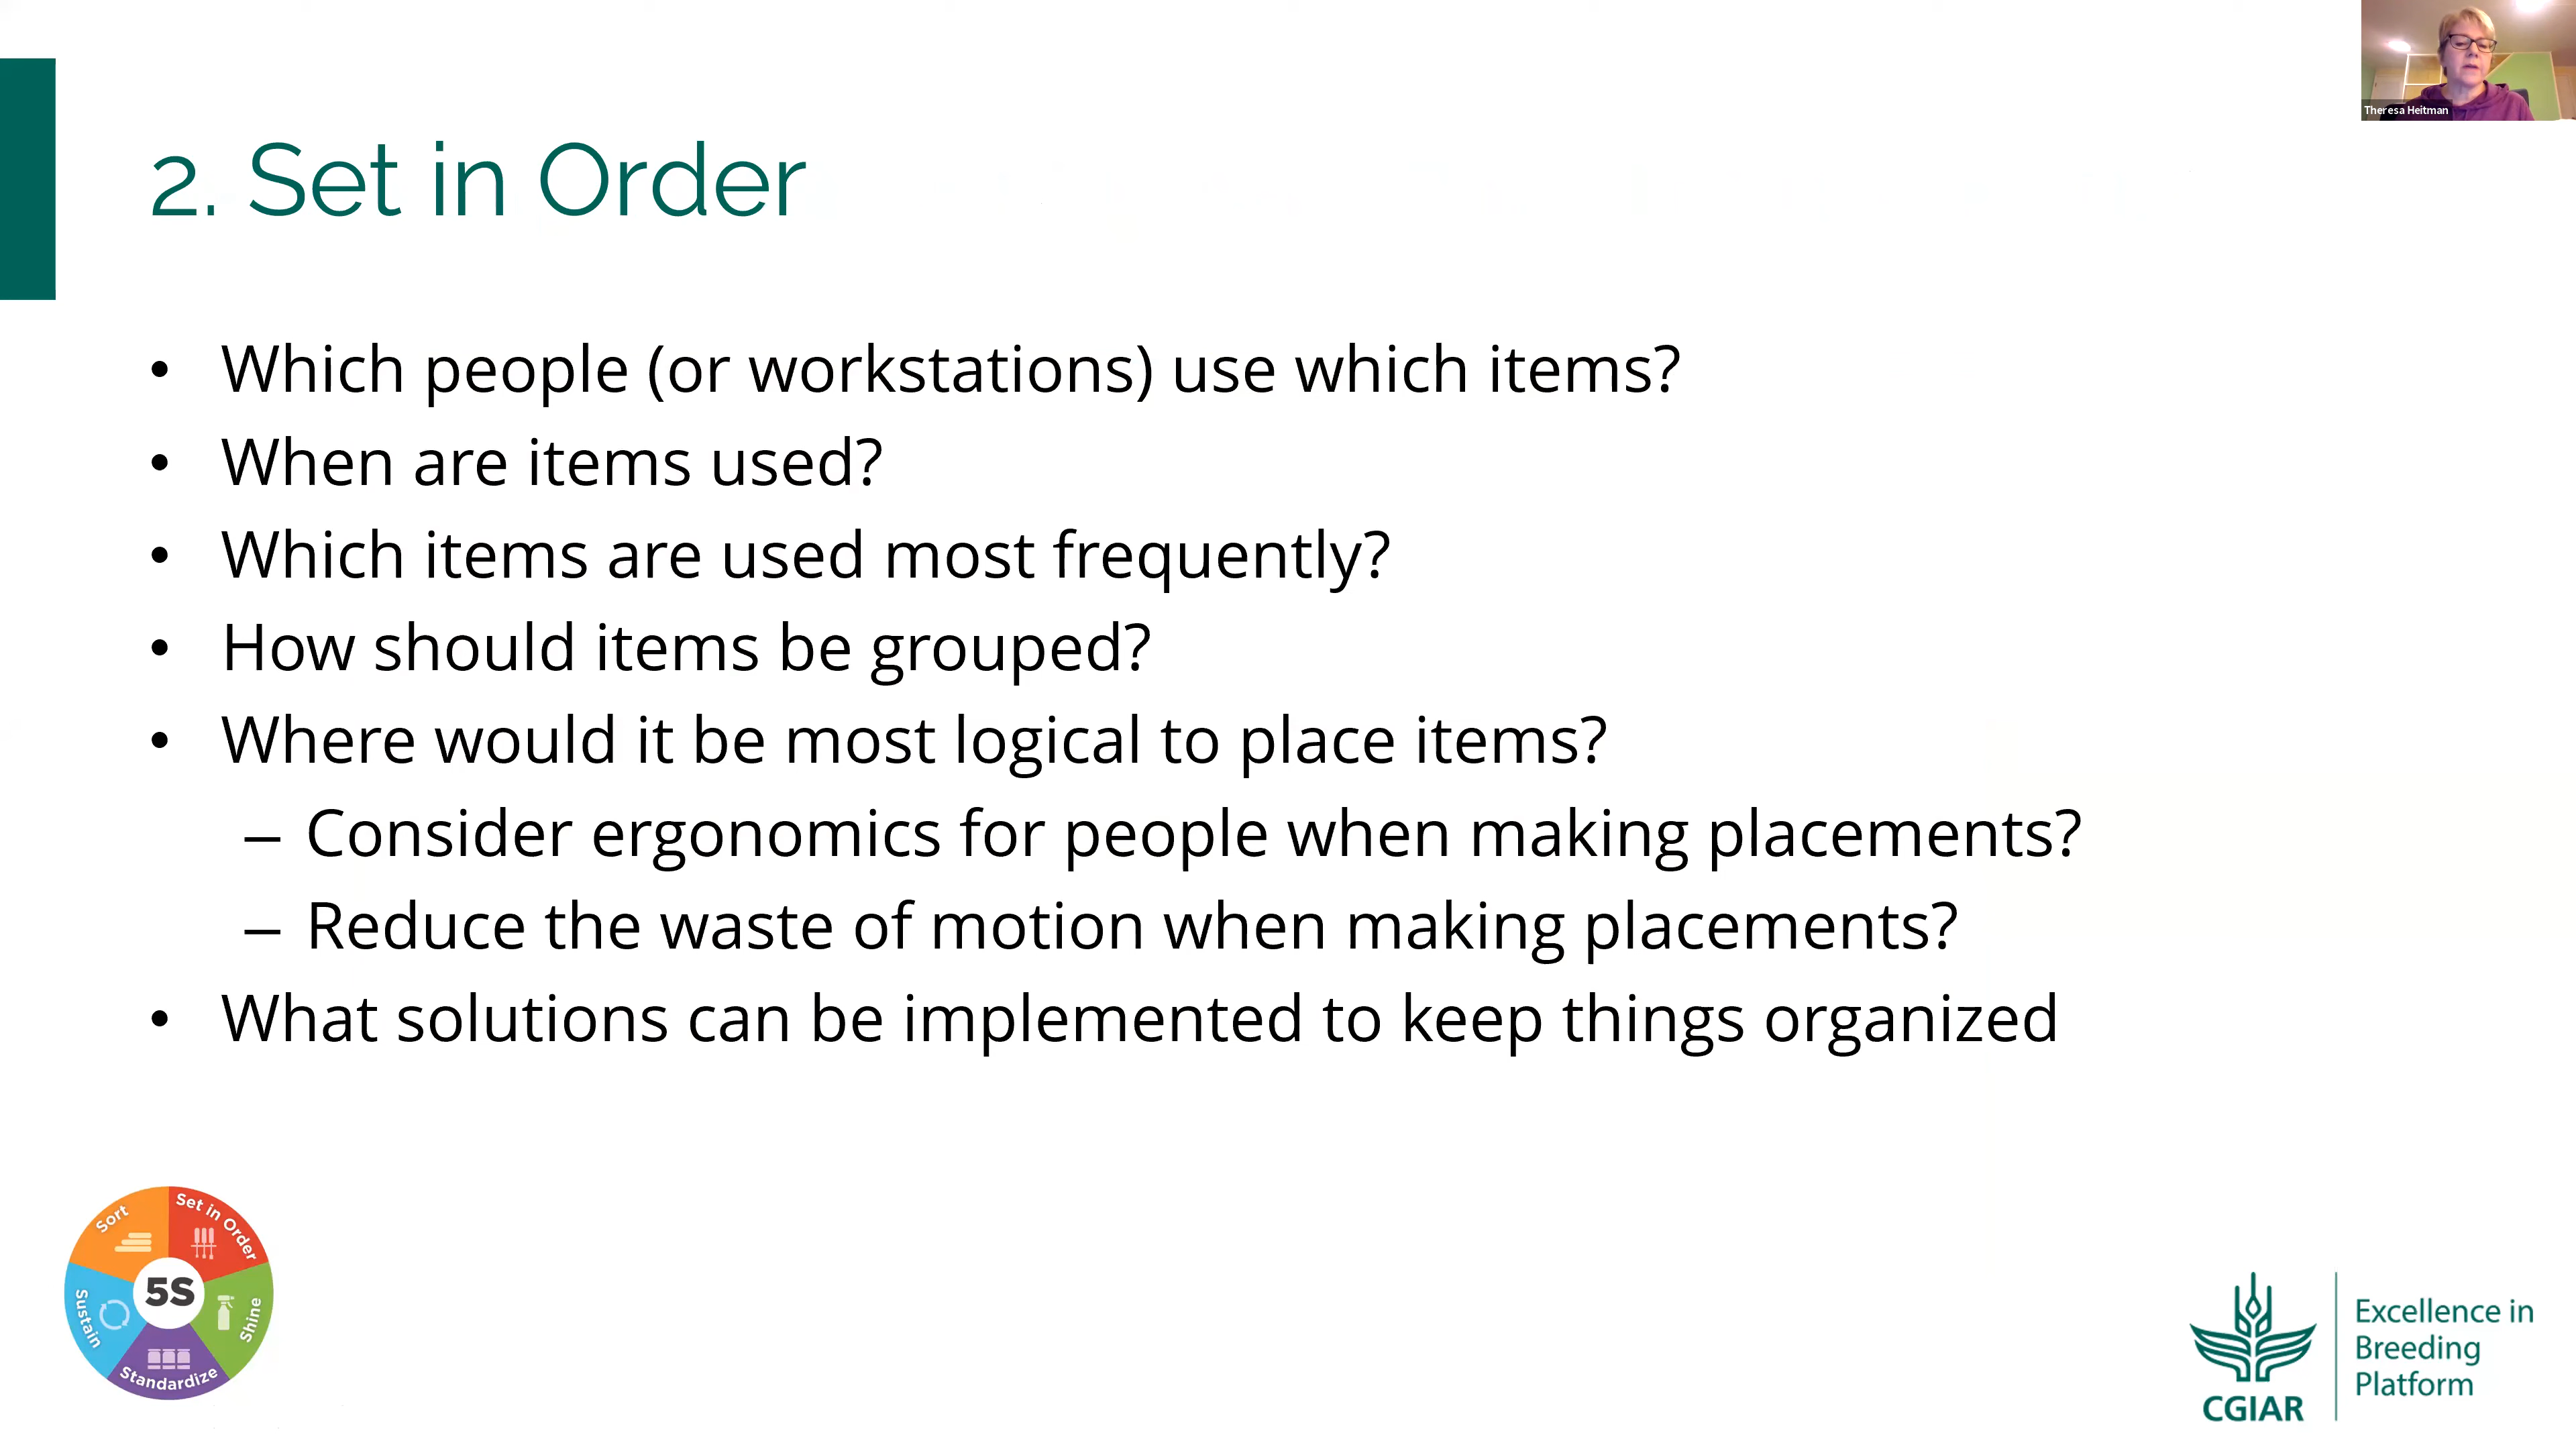 Theresa Heitman
2. Set in Order
• Which people (or workstations) use which items?
• When are items used?
• Which items are used most frequently?
• How should items be grouped?
• Where would it be most logical to place items?
– Consider ergonomics for people when making placements?
– Reduce the waste of motion when making placements?
• What solutions can be implemented to keep things organized
Sort
Set in Order
5S
Sustain
Shine
Standardize
Excellence in
Breeding
Platform
CGIAR